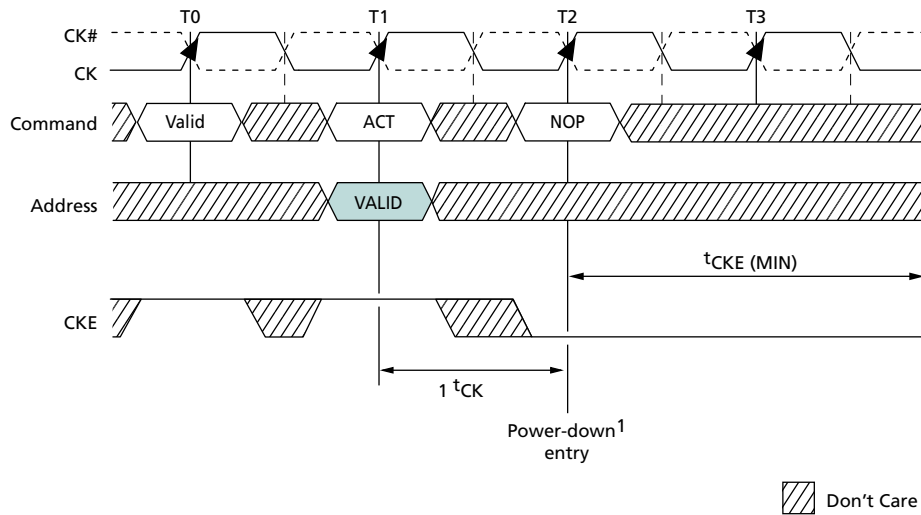 T0 T1 T2 T3
CK#
CK
Command Valid ACT NOP
Address VALID
tCKE (MIN)
CKE
1 tCK
Power-down1
entry
Don't Care